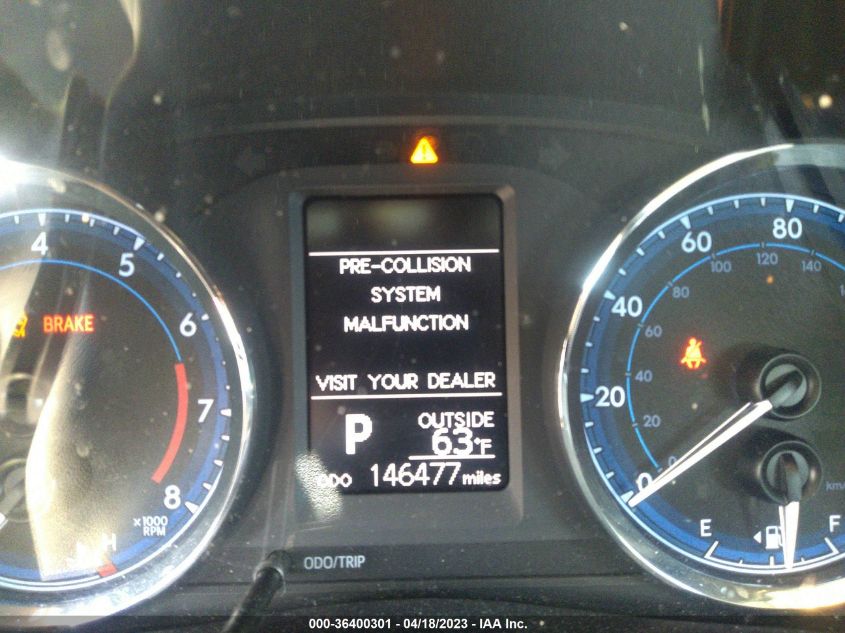 PRE-COLLISION
SYSTEM
MALFUNCTION
VISIT YOUR DEALER
P
OUTSIDE
63°F
ODO 146477 miles
4
5
6
7
8
BRAKE
x1000
RPM
H
ODO/TRIP
0
20
40
60
80
0
20
40
60
80
100
120
140
km/
E
F
000-36400301 - 04/18/2023 - IAA Inc.